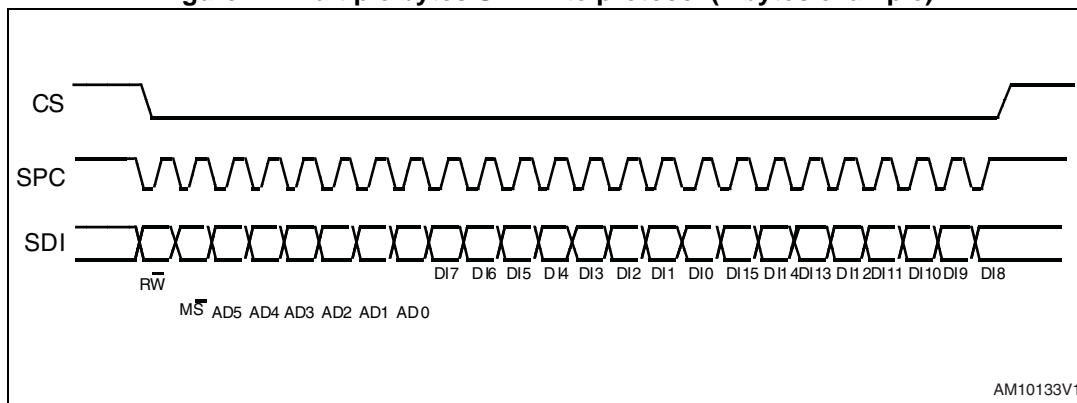 CS
SPC
SDI
RW̅ DI7 DI6 DI5 DI4 DI3 DI2 DI1 DI0 DI15 DI14 DI13 DI12 DI11 DI10 DI9 DI8
MS̅ AD5 AD4 AD3 AD2 AD1 AD0
AM10133V1